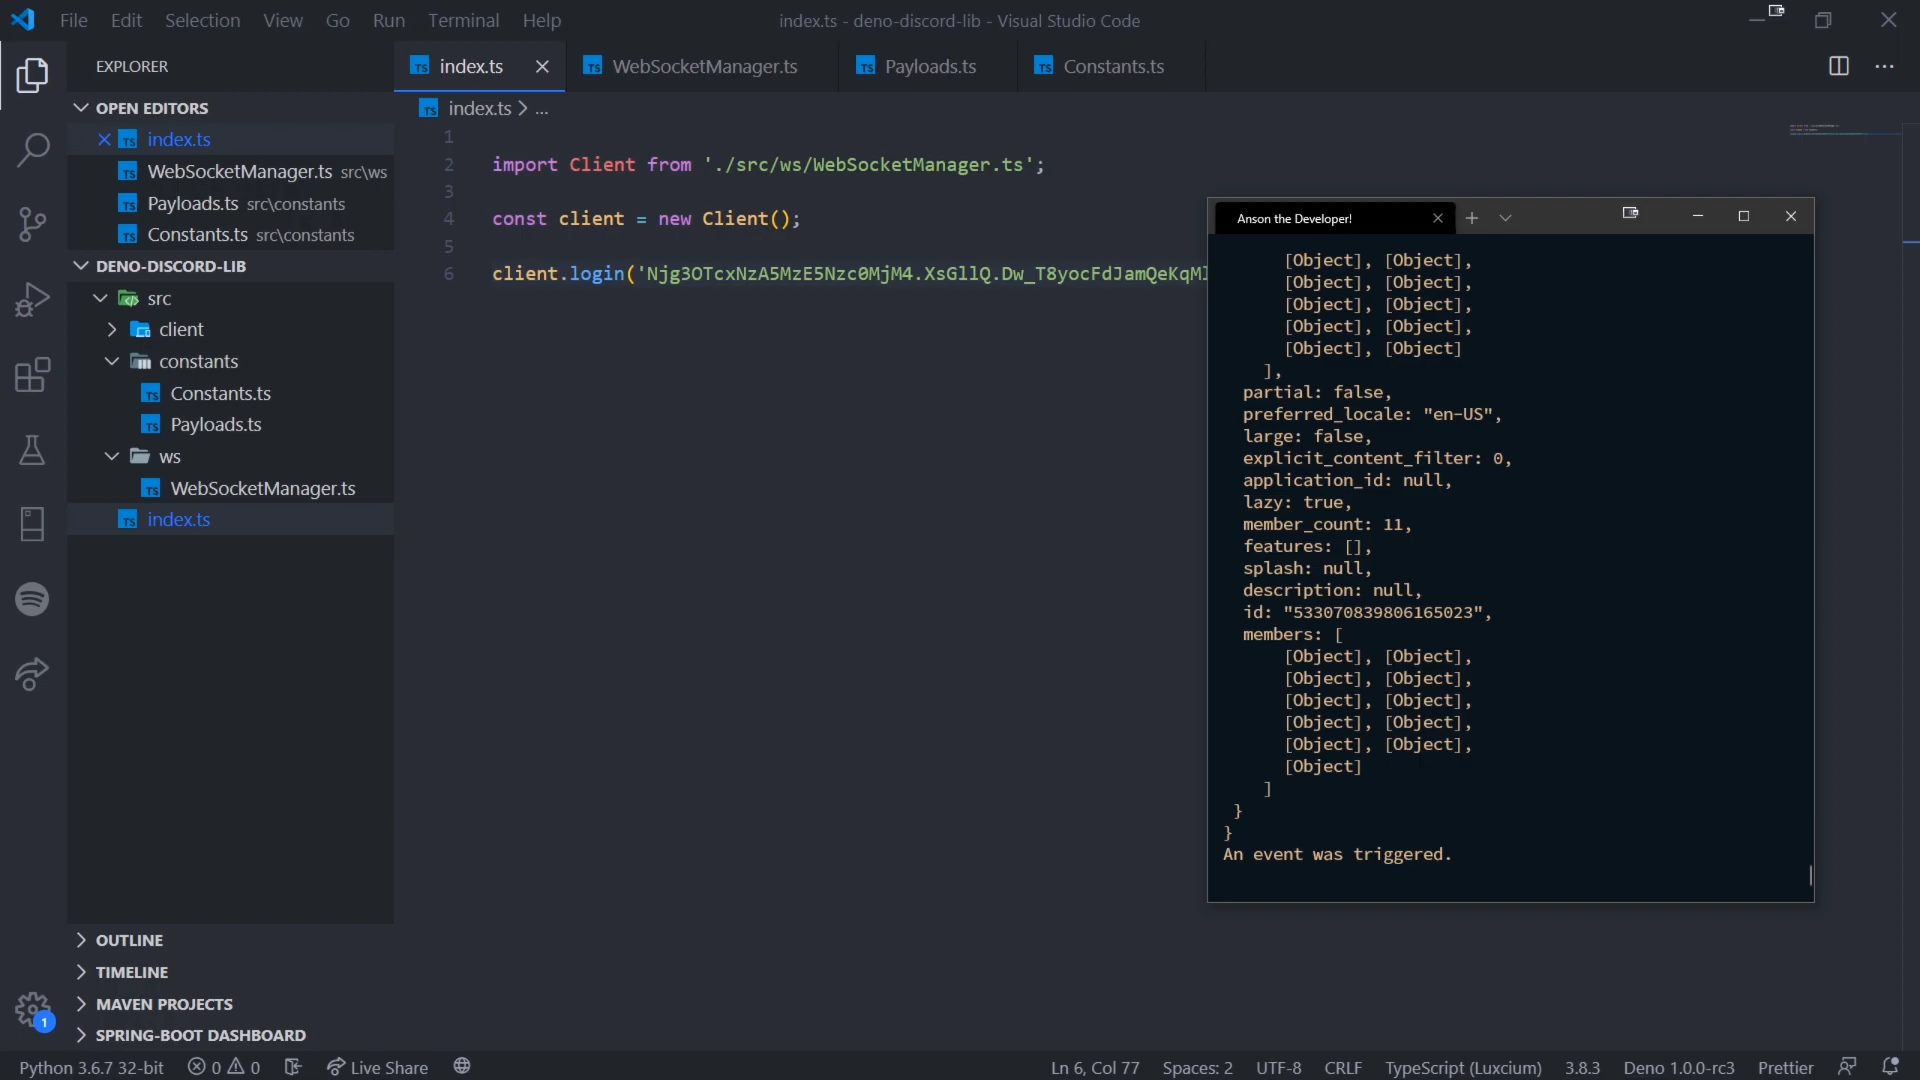 File Edit Selection View Go Run Terminal Help
index.ts - deno-discord-lib - Visual Studio Code
EXPLORER
OPEN EDITORS
index.ts
WebSocketManager.ts src\ws
Payloads.ts src\constants
Constants.ts src\constants
DENO-DISCORD-LIB
src
client
constants
Constants.ts
Payloads.ts
ws
WebSocketManager.ts
index.ts
OUTLINE
TIMELINE
MAVEN PROJECTS
SPRING-BOOT DASHBOARD
1
index.ts WebSocketManager.ts Payloads.ts Constants.ts
index.ts > ...
1
2 import Client from './src/ws/WebSocketManager.ts';
3
4 const client = new Client();
5
6 client.login('
Anson the Developer!
[Object], [Object],
[Object], [Object],
[Object], [Object],
[Object], [Object],
[Object], [Object]
],
partial: false,
preferred_locale: "en-US",
large: false,
explicit_content_filter: 0,
application_id: null,
lazy: true,
member_count: 11,
features: [],
splash: null,
description: null,
id: "533070839806165023",
members: [
[Object], [Object],
[Object], [Object],
[Object], [Object],
[Object], [Object],
[Object], [Object],
[Object]
]
}
}
An event was triggered.
Python 3.6.7 32-bit 0 0 Live Share Ln 6, Col 77 Spaces: 2 UTF-8 CRLF TypeScript (Luxcium) 3.8.3 Deno 1.0.0-rc3 Prettier